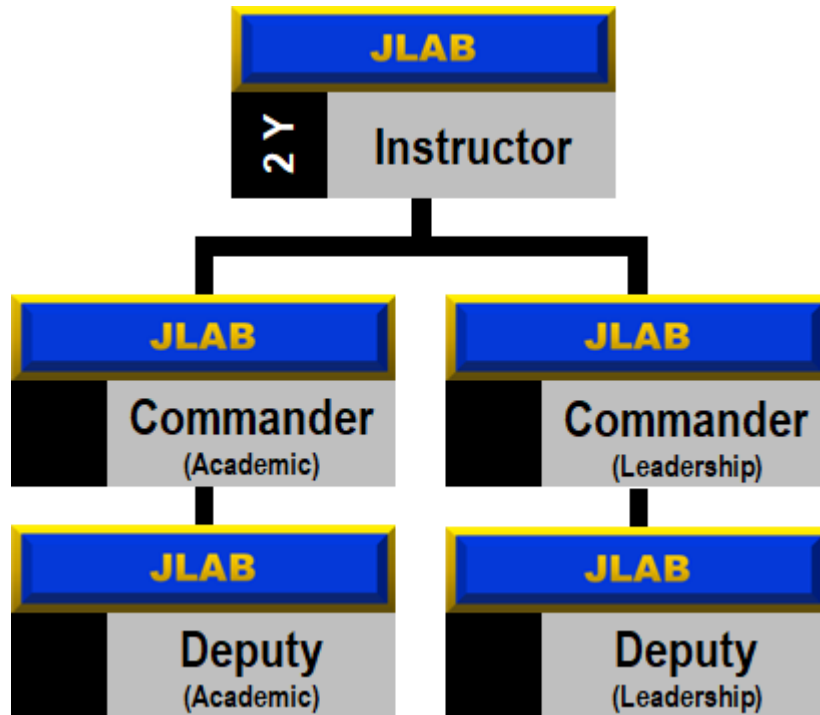 JLAB
2 Y
Instructor
JLAB
Commander
(Academic)
JLAB
Commander
(Leadership)
JLAB
Deputy
(Academic)
JLAB
Deputy
(Leadership)